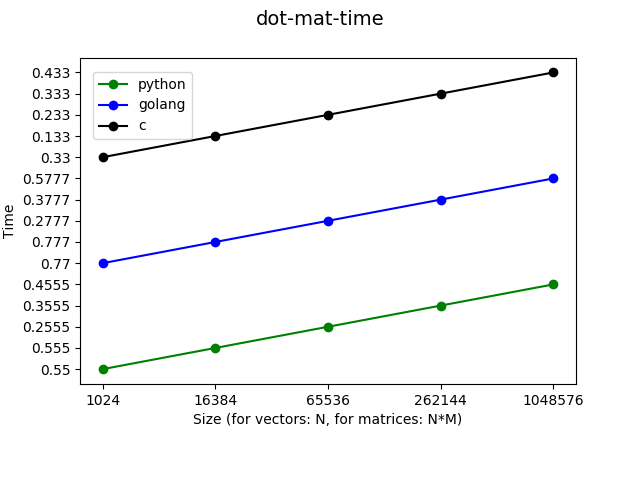 dot-mat-time
python
golang
c
0.433
0.333
0.233
0.133
0.33
0.5777
0.3777
0.2777
0.777
0.77
0.4555
0.3555
0.2555
0.555
0.55
Time
1024 16384 65536 262144 1048576
Size (for vectors: N, for matrices: N*M)